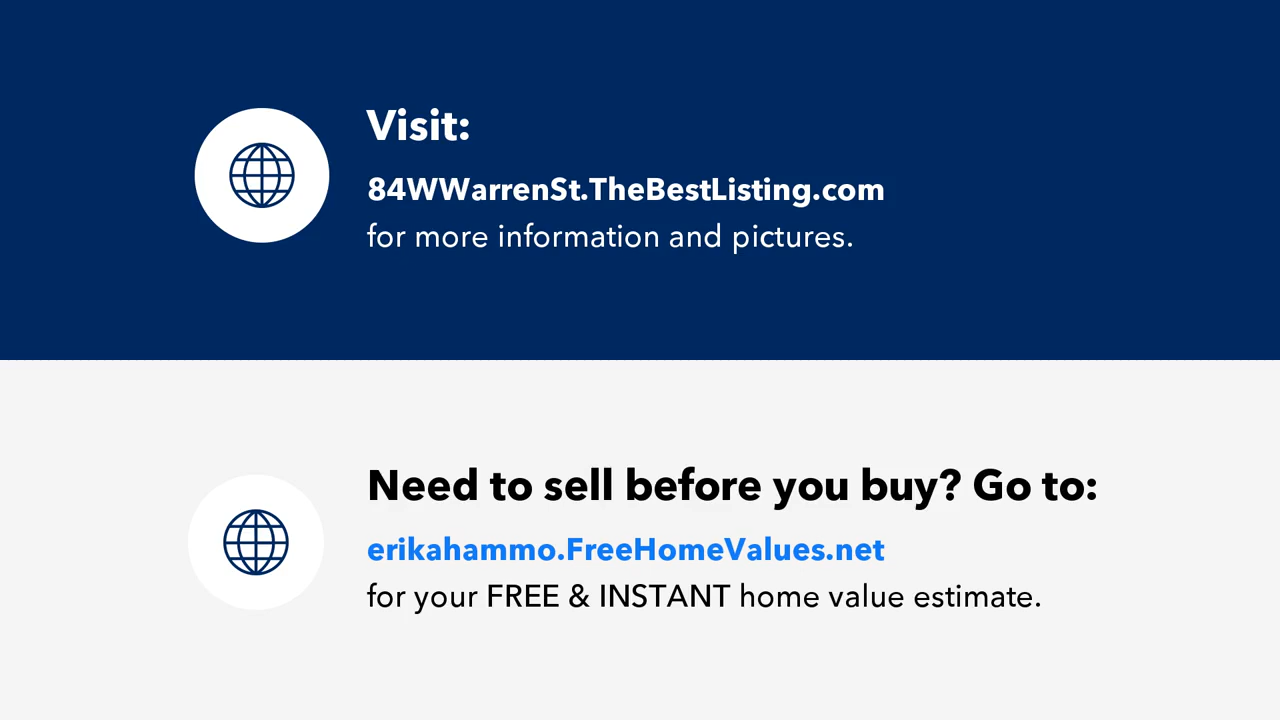 Visit:
84WWarrenSt.TheBestListing.com
for more information and pictures.
Need to sell before you buy? Go to:
erikahammo.FreeHomeValues.net
for your FREE & INSTANT home value estimate.